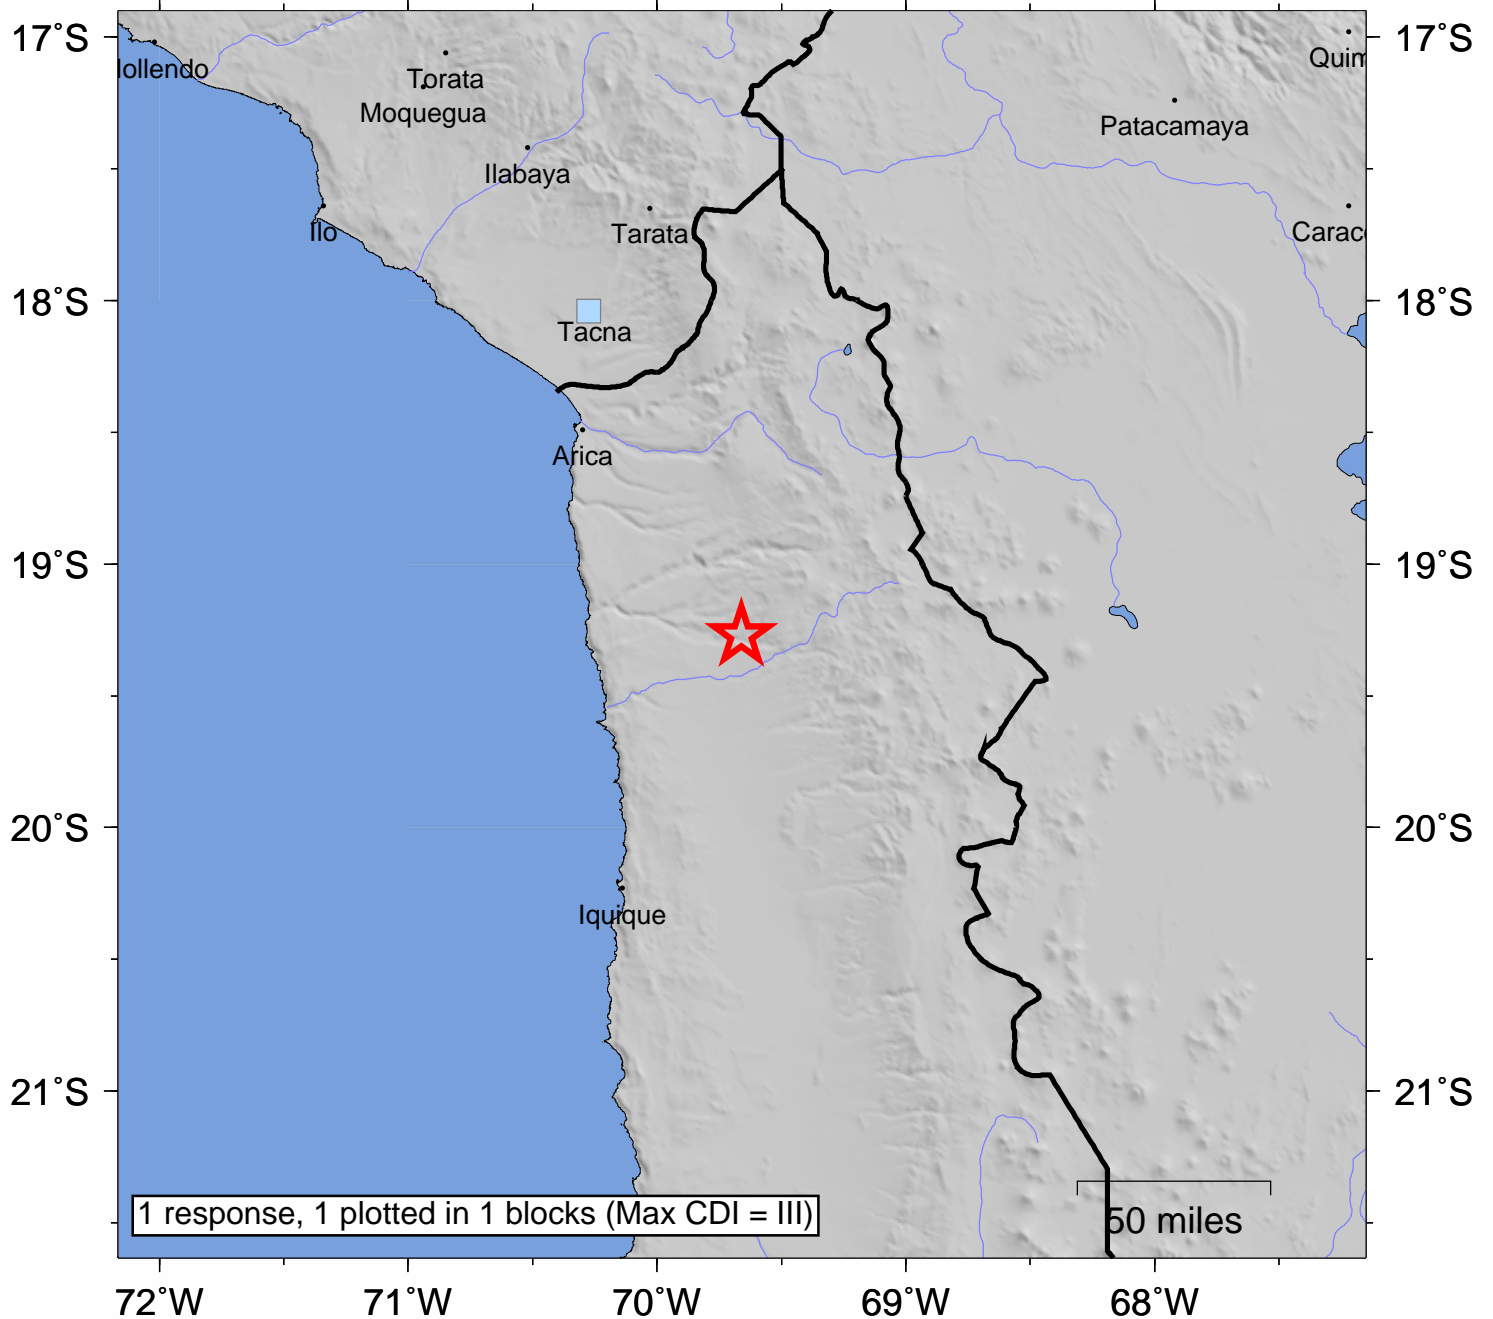 17°S 17°S
Mollendo
Torata
Moquegua
Quim
Patacamaya
Ilabaya
Ilo
Tarata
Carac
18°S 18°S
Tacna
Arica
19°S 19°S
20°S 20°S
Iquique
21°S 21°S
1 response, 1 plotted in 1 blocks (Max CDI = III)
50 miles
72°W 71°W 70°W 69°W 68°W